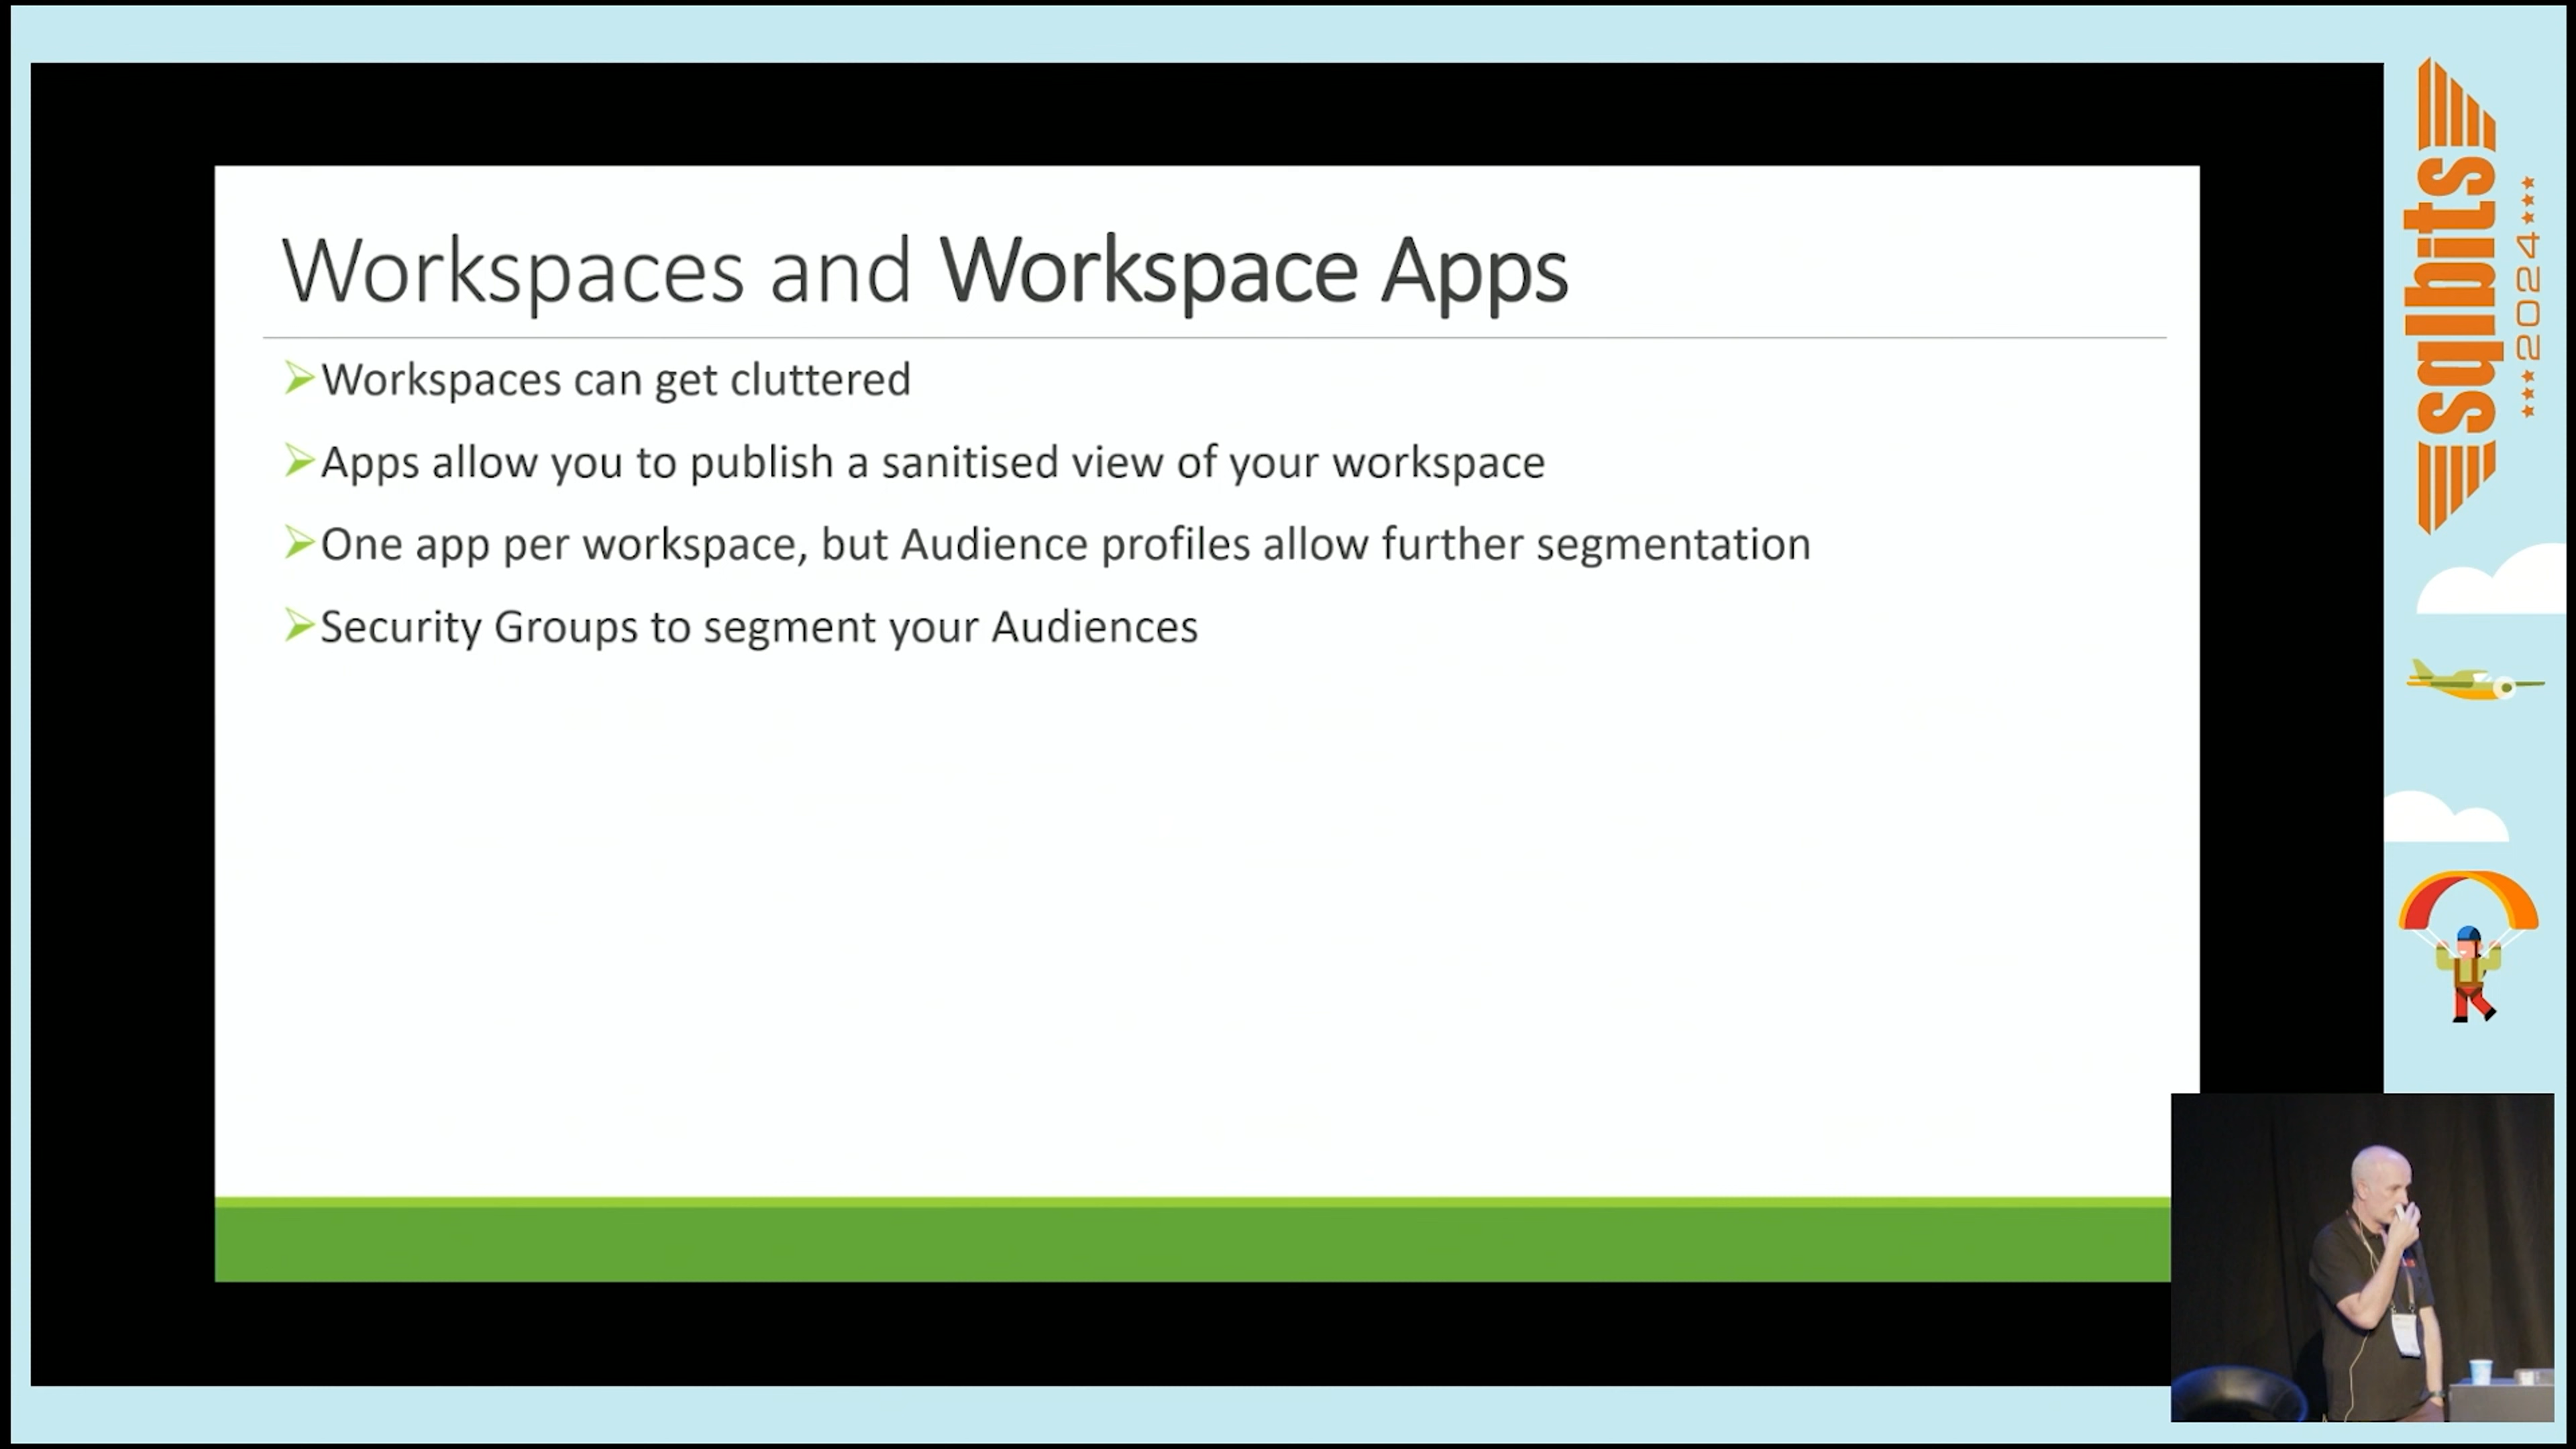 Workspaces and Workspace Apps
Workspaces can get cluttered
Apps allow you to publish a sanitised view of your workspace
One app per workspace, but Audience profiles allow further segmentation
Security Groups to segment your Audiences
sqlbits
2024